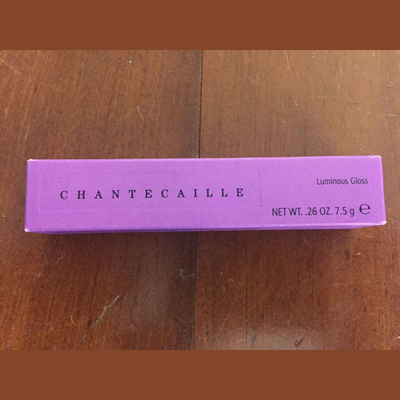 CHANTECAILLE
Luminous Gloss
NET WT. .26 OZ. 7.5 g ℮